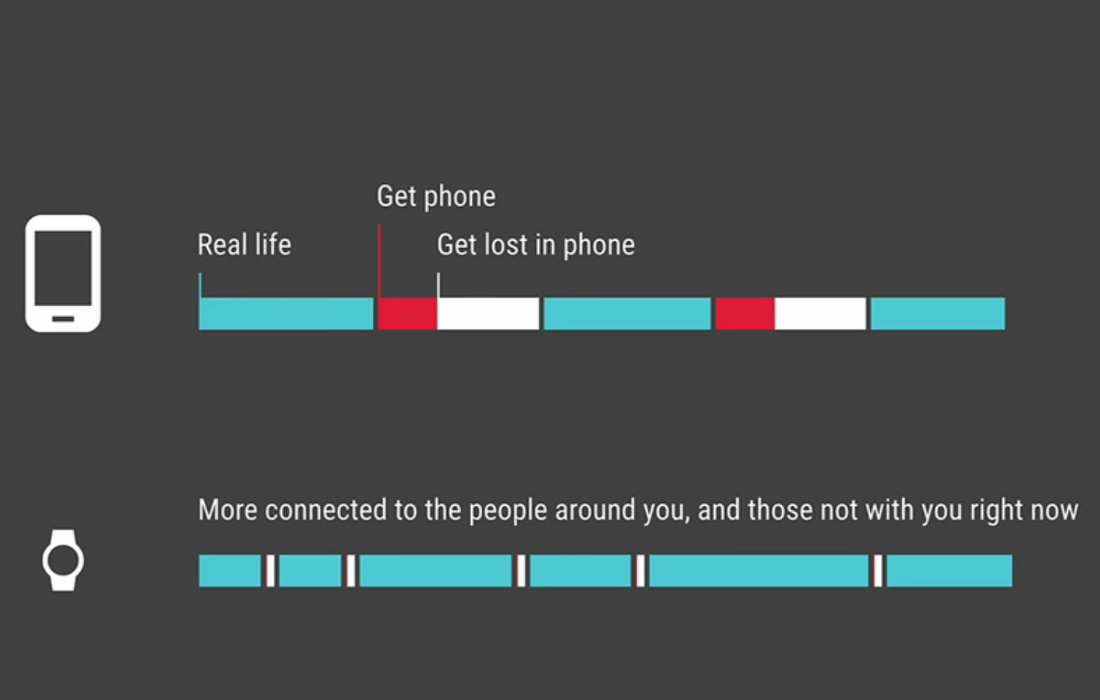 Get phone
Real life
Get lost in phone
More connected to the people around you, and those not with you right now